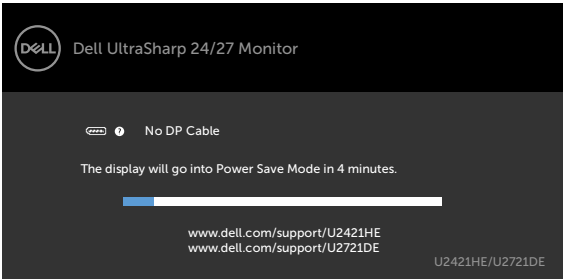 DELL
Dell UltraSharp 24/27 Monitor
? No DP Cable
The display will go into Power Save Mode in 4 minutes.
www.dell.com/support/U2421HE
www.dell.com/support/U2721DE
U2421HE/U2721DE